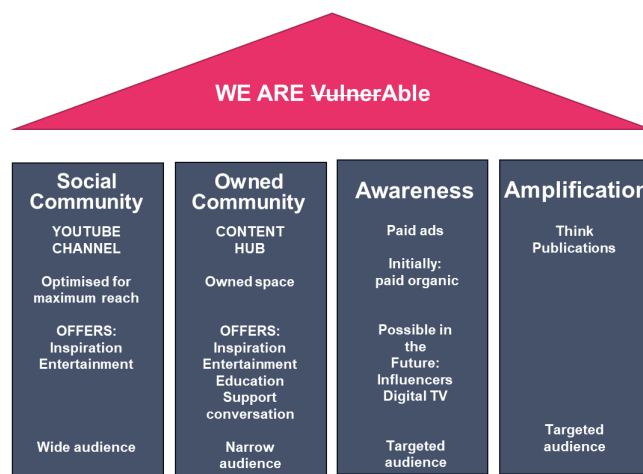 WE ARE VulnerAble
Social
Community
YOUTUBE
CHANNEL
Optimised for
maximum reach
OFFERS:
Inspiration
Entertainment
Wide audience
Owned
Community
CONTENT
HUB
Owned space
OFFERS:
Inspiration
Entertainment
Education
Support
conversation
Narrow
audience
Awareness
Paid ads
Initially:
paid organic
Possible in
the
Future:
Influencers
Digital TV
Targeted
audience
Amplification
Think
Publications
Targeted
audience